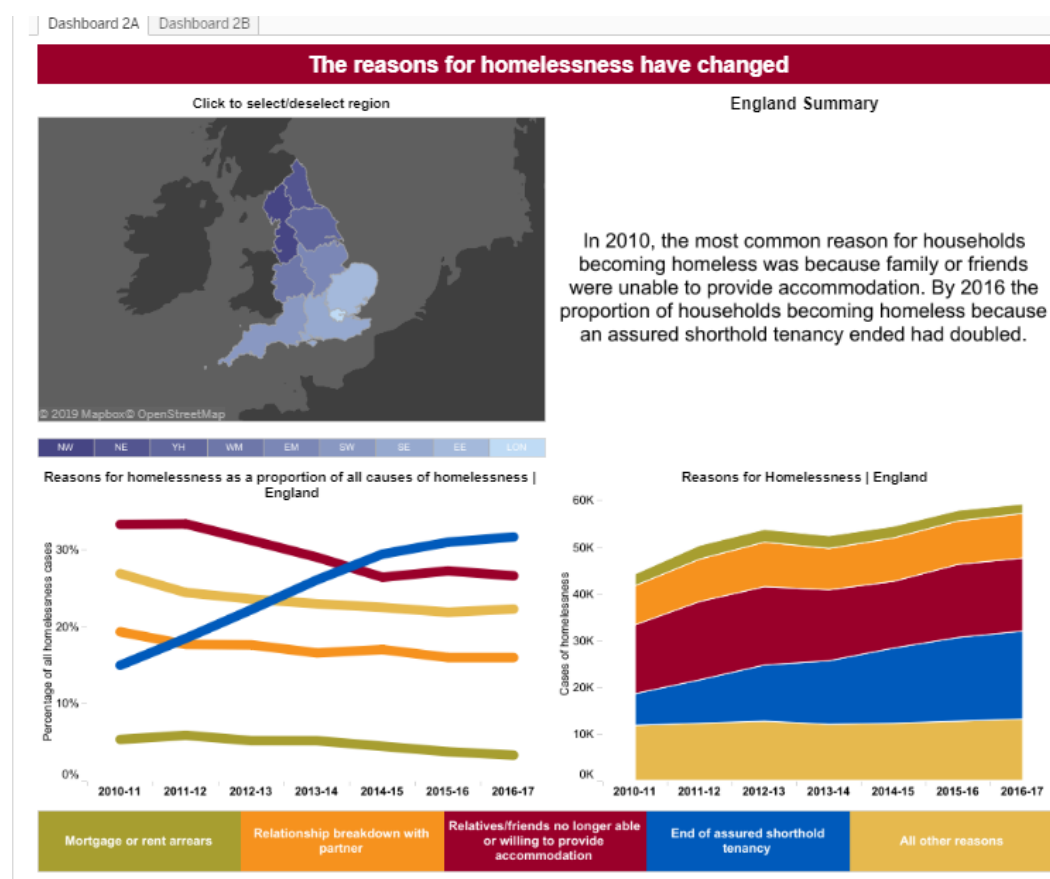 Dashboard 2A
Dashboard 2B
The reasons for homelessness have changed
Click to select/deselect region
© 2019 Mapbox© OpenStreetMap
NW NE YH WM EM SW SE EE LON
England Summary
In 2010, the most common reason for households
becoming homeless was because family or friends
were unable to provide accommodation. By 2016 the
proportion of households becoming homeless because
an assured shorthold tenancy ended had doubled.
Reasons for homelessness as a proportion of all causes of homelessness |
England
Percentage of all homelessness cases
30%
20%
10%
0%
2010-11 2011-12 2012-13 2013-14 2014-15 2015-16 2016-17
Reasons for Homelessness | England
Cases of homelessness
60K
50K
40K
30K
20K
10K
0K
2010-11 2011-12 2012-13 2013-14 2014-15 2015-16 2016-17
Mortgage or rent arrears
Relationship breakdown with
partner
Relatives/friends no longer able
or willing to provide
accommodation
End of assured shorthold
tenancy
All other reasons